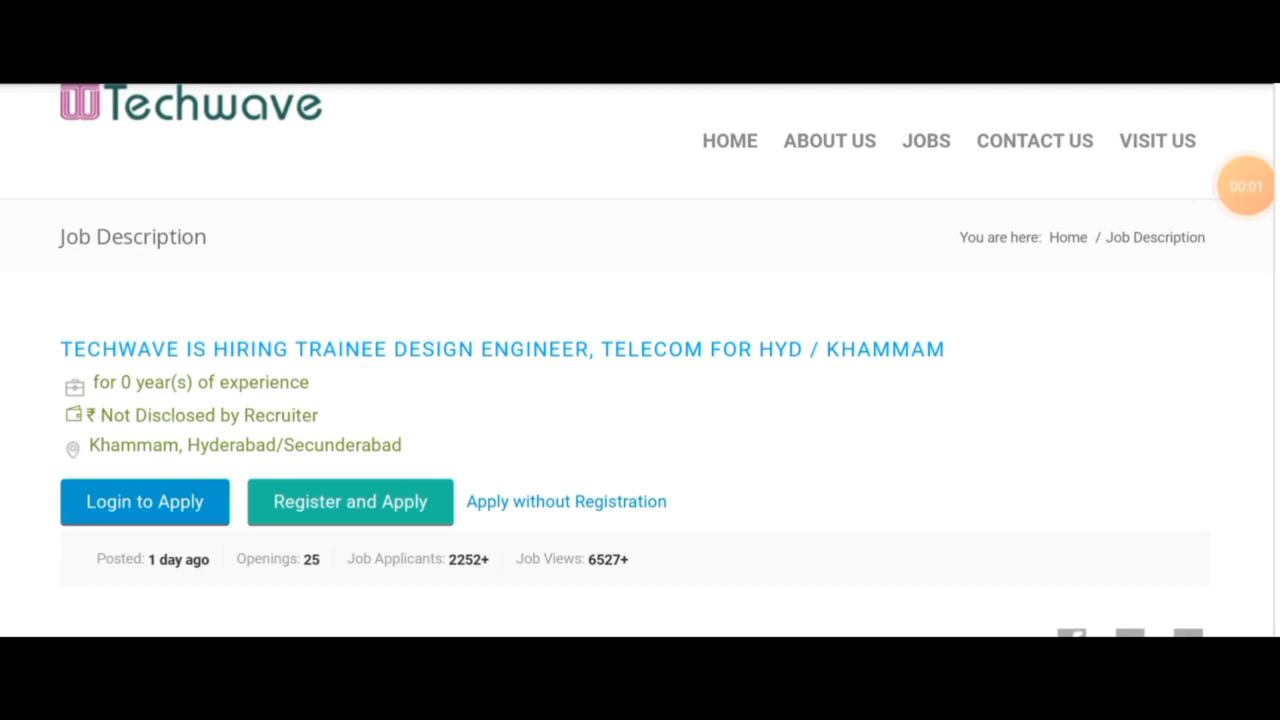 Techwave
HOME ABOUT US JOBS CONTACT US VISIT US
00:01
Job Description
You are here: Home / Job Description
TECHWAVE IS HIRING TRAINEE DESIGN ENGINEER, TELECOM FOR HYD / KHAMMAM
for 0 year(s) of experience
₹ Not Disclosed by Recruiter
Khammam, Hyderabad/Secunderabad
Login to Apply Register and Apply Apply without Registration
Posted: 1 day ago Openings: 25 Job Applicants: 2252+ Job Views: 6527+